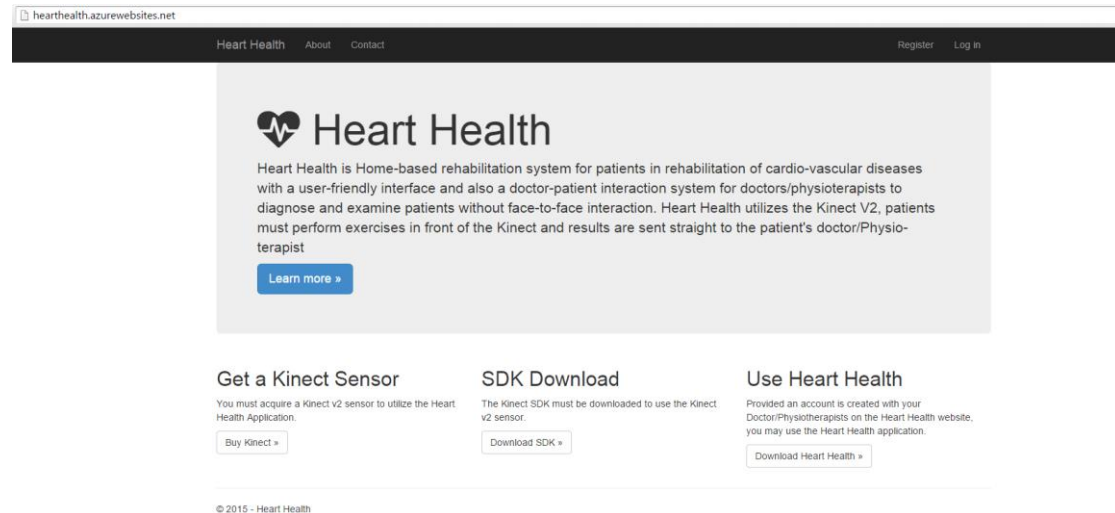 hearthealth.azurewebsites.net
Heart Health About Contact Register Log in
Heart Health
Heart Health is Home-based rehabilitation system for patients in rehabilitation of cardio-vascular diseases
with a user-friendly interface and also a doctor-patient interaction system for doctors/physioterapists to
diagnose and examine patients without face-to-face interaction. Heart Health utilizes the Kinect V2, patients
must perform exercises in front of the Kinect and results are sent straight to the patient's doctor/Physio-
terapist
Learn more »
Get a Kinect Sensor
You must acquire a Kinect v2 sensor to utilize the Heart
Health Application.
Buy Kinect »
SDK Download
The Kinect SDK must be downloaded to use the Kinect
v2 sensor.
Download SDK »
Use Heart Health
Provided an account is created with your
Doctor/Physiotherapists on the Heart Health website,
you may use the Heart Health application.
Download Heart Health »
© 2015 - Heart Health